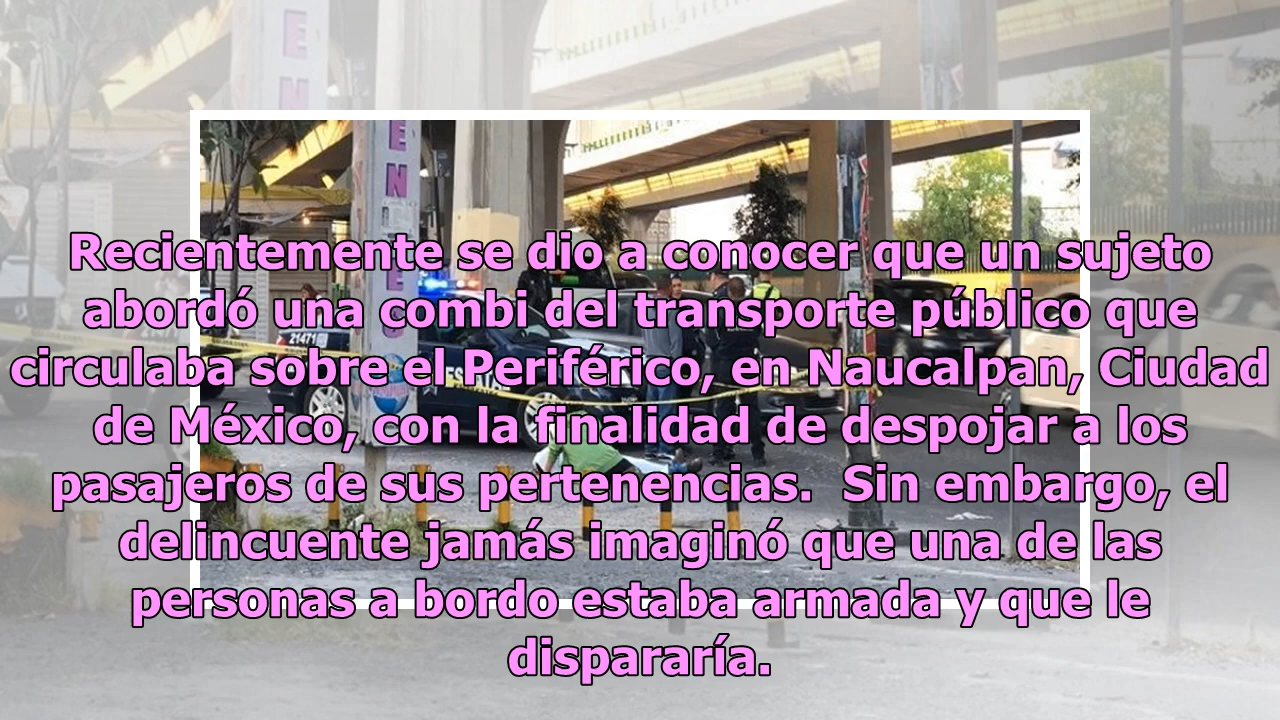 Recientemente se dio a conocer que un sujeto
abordó una combi del transporte público que
circulaba sobre el Periférico, en Naucalpan, Ciudad
de México, con la finalidad de despojar a los
pasajeros de sus pertenencias.  Sin embargo, el
delincuente jamás imaginó que una de las
personas a bordo estaba armada y que le
dispararía.
21471